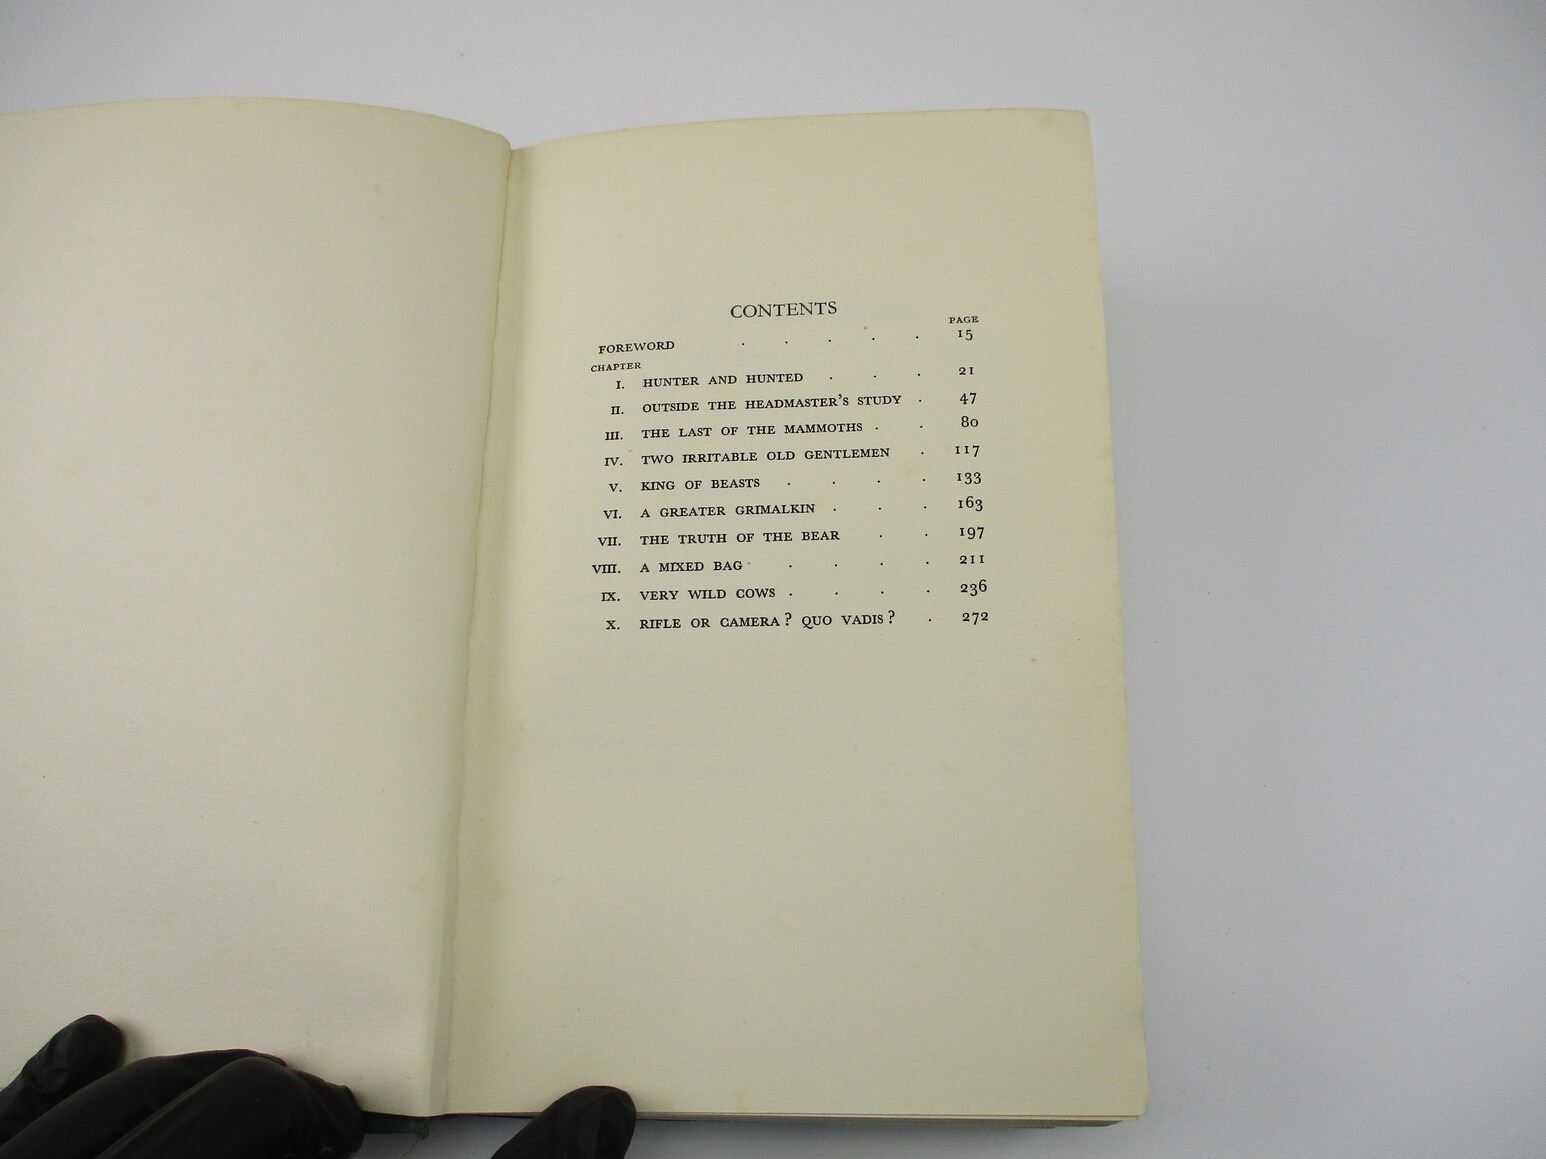 CONTENTS
PAGE
FOREWORD . . . . . 15
CHAPTER
I. HUNTER AND HUNTED . . . 21
II. OUTSIDE THE HEADMASTER'S STUDY . 47
III. THE LAST OF THE MAMMOTHS . . 80
IV. TWO IRRITABLE OLD GENTLEMEN . 117
V. KING OF BEASTS . . . . 133
VI. A GREATER GRIMALKIN . . . 163
VII. THE TRUTH OF THE BEAR . . 197
VIII. A MIXED BAG . . . . 211
IX. VERY WILD COWS . . . . 236
X. RIFLE OR CAMERA? QUO VADIS? . 272